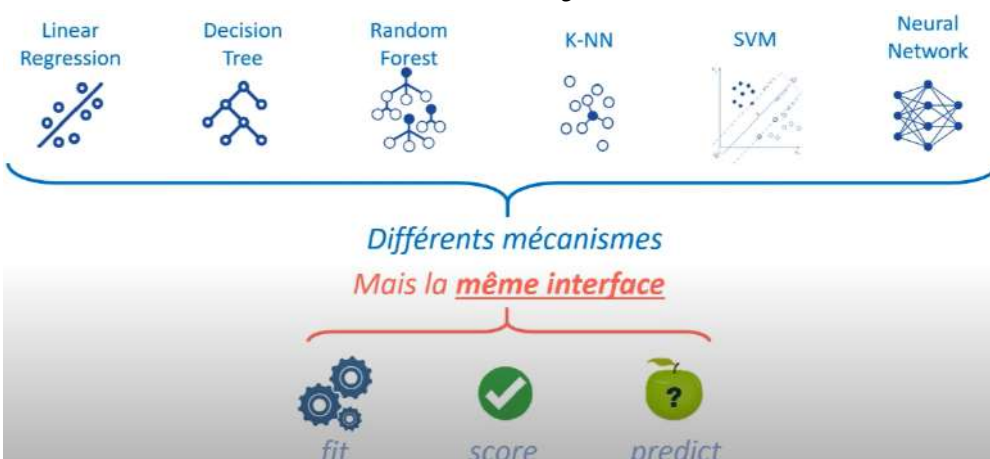 Linear
Regression
Decision
Tree
Random
Forest
K-NN
SVM
Neural
Network
Différents mécanismes
Mais la même interface
?
fit
score
predict